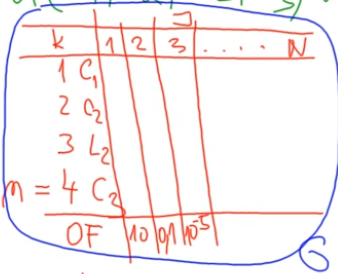 J
k 1 2 3 .... N
1 C1
2 C2
3 L2
n = 4 C3
OF 10 0,1 10^-5
G